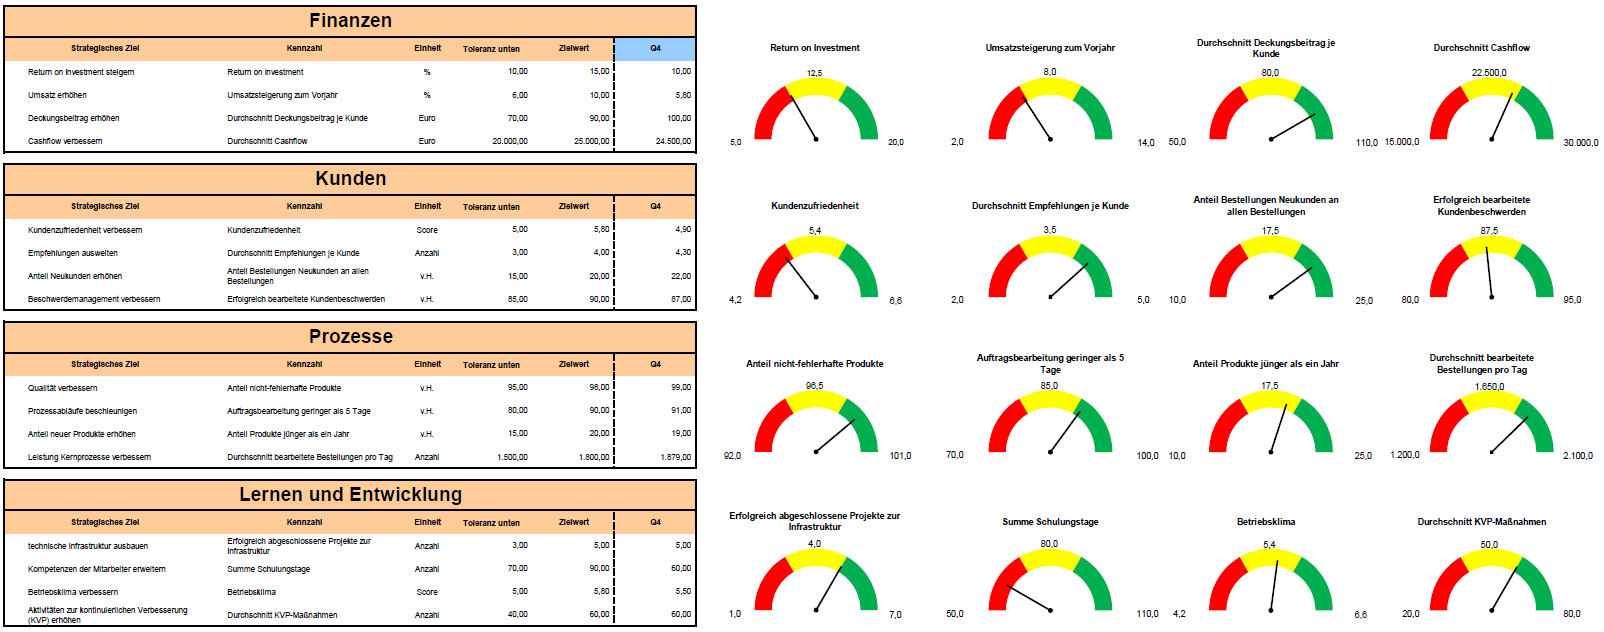 Finanzen
Strategisches Ziel Kennzahl Einheit Toleranz unten Zielwert Q4
Return on Investment steigern Return on Investment % 10,00 15,00 10,00
Umsatz erhöhen Umsatzsteigerung zum Vorjahr % 6,00 10,00 5,80
Deckungsbeitrag erhöhen Durchschnitt Deckungsbeitrag je Kunde Euro 70,00 90,00 100,00
Cashflow verbessern Durchschnitt Cashflow Euro 20.000,00 25.000,00 24.500,00
Return on Investment
12,5
5,0 20,0
Umsatzsteigerung zum Vorjahr
8,0
2,0 14,0
Durchschnitt Deckungsbeitrag je
Kunde
80,0
50,0 110,0
Durchschnitt Cashflow
22.500,0
15.000,0 30.000,0
Kunden
Strategisches Ziel Kennzahl Einheit Toleranz unten Zielwert Q4
Kundenzufriedenheit verbessern Kundenzufriedenheit Score 5,00 5,80 4,90
Empfehlungen ausweiten Durchschnitt Empfehlungen je Kunde Anzahl 3,00 4,00 4,30
Anteil Neukunden erhöhen Anteil Bestellungen Neukunden an allen
Bestellungen v.H. 15,00 20,00 22,00
Beschwerdemanagement verbessern Erfolgreich bearbeitete Kundenbeschwerden v.H. 85,00 90,00 87,00
Kundenzufriedenheit
5,4
4,2 6,6
Durchschnitt Empfehlungen je Kunde
3,5
2,0 5,0
Anteil Bestellungen Neukunden an
allen Bestellungen
17,5
10,0 25,0
Erfolgreich bearbeitete
Kundenbeschwerden
87,5
80,0 95,0
Prozesse
Strategisches Ziel Kennzahl Einheit Toleranz unten Zielwert Q4
Qualität verbessern Anteil nicht-fehlerhafte Produkte v.H. 95,00 98,00 99,00
Prozessabläufe beschleunigen Auftragsbearbeitung geringer als 5 Tage v.H. 80,00 90,00 91,00
Anteil neuer Produkte erhöhen Anteil Produkte jünger als ein Jahr v.H. 15,00 20,00 19,00
Leistung Kernprozesse verbessern Durchschnitt bearbeitete Bestellungen pro Tag Anzahl 1.500,00 1.800,00 1.879,00
Anteil nicht-fehlerhafte Produkte
96,5
92,0 101,0
Auftragsbearbeitung geringer als 5
Tage
85,0
70,0 100,0
Anteil Produkte jünger als ein Jahr
17,5
10,0 25,0
Durchschnitt bearbeitete
Bestellungen pro Tag
1.650,0
1.200,0 2.100,0
Lernen und Entwicklung
Strategisches Ziel Kennzahl Einheit Toleranz unten Zielwert Q4
technische Infrastruktur ausbauen Erfolgreich abgeschlossene Projekte zur
Infrastruktur Anzahl 3,00 5,00 5,00
Kompetenzen der Mitarbeiter erweitern Summe Schulungstage Anzahl 70,00 90,00 60,00
Betriebsklima verbessern Betriebsklima Score 5,00 5,80 5,50
Aktivitäten zur kontinuierlichen Verbesserung
(KVP) erhöhen Durchschnitt KVP-Maßnahmen Anzahl 40,00 60,00 60,00
Erfolgreich abgeschlossene Projekte zur
Infrastruktur
4,0
1,0 7,0
Summe Schulungstage
80,0
50,0 110,0
Betriebsklima
5,4
4,2 6,6
Durchschnitt KVP-Maßnahmen
50,0
20,0 80,0